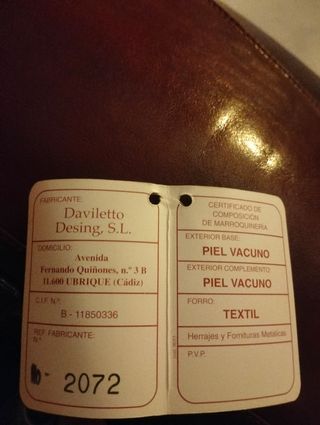 FABRICANTE:
Daviletto
Desing, S.L.
DOMICILIO:
Avenida
Fernando Quiñones, n.º 3 B
11.600 UBRIQUE (Cádiz)
C.I.F. N.º:
B - 11850336
REF. FABRICANTE:
N.º
- 2072
CERTIFICADO DE
COMPOSICIÓN
DE MARROQUINERIA
EXTERIOR BASE:
PIEL VACUNO
EXTERIOR COMPLEMENTO
PIEL VACUNO
FORRO:
TEXTIL
Herrajes y Fornituras Metalicas
P.V.P.